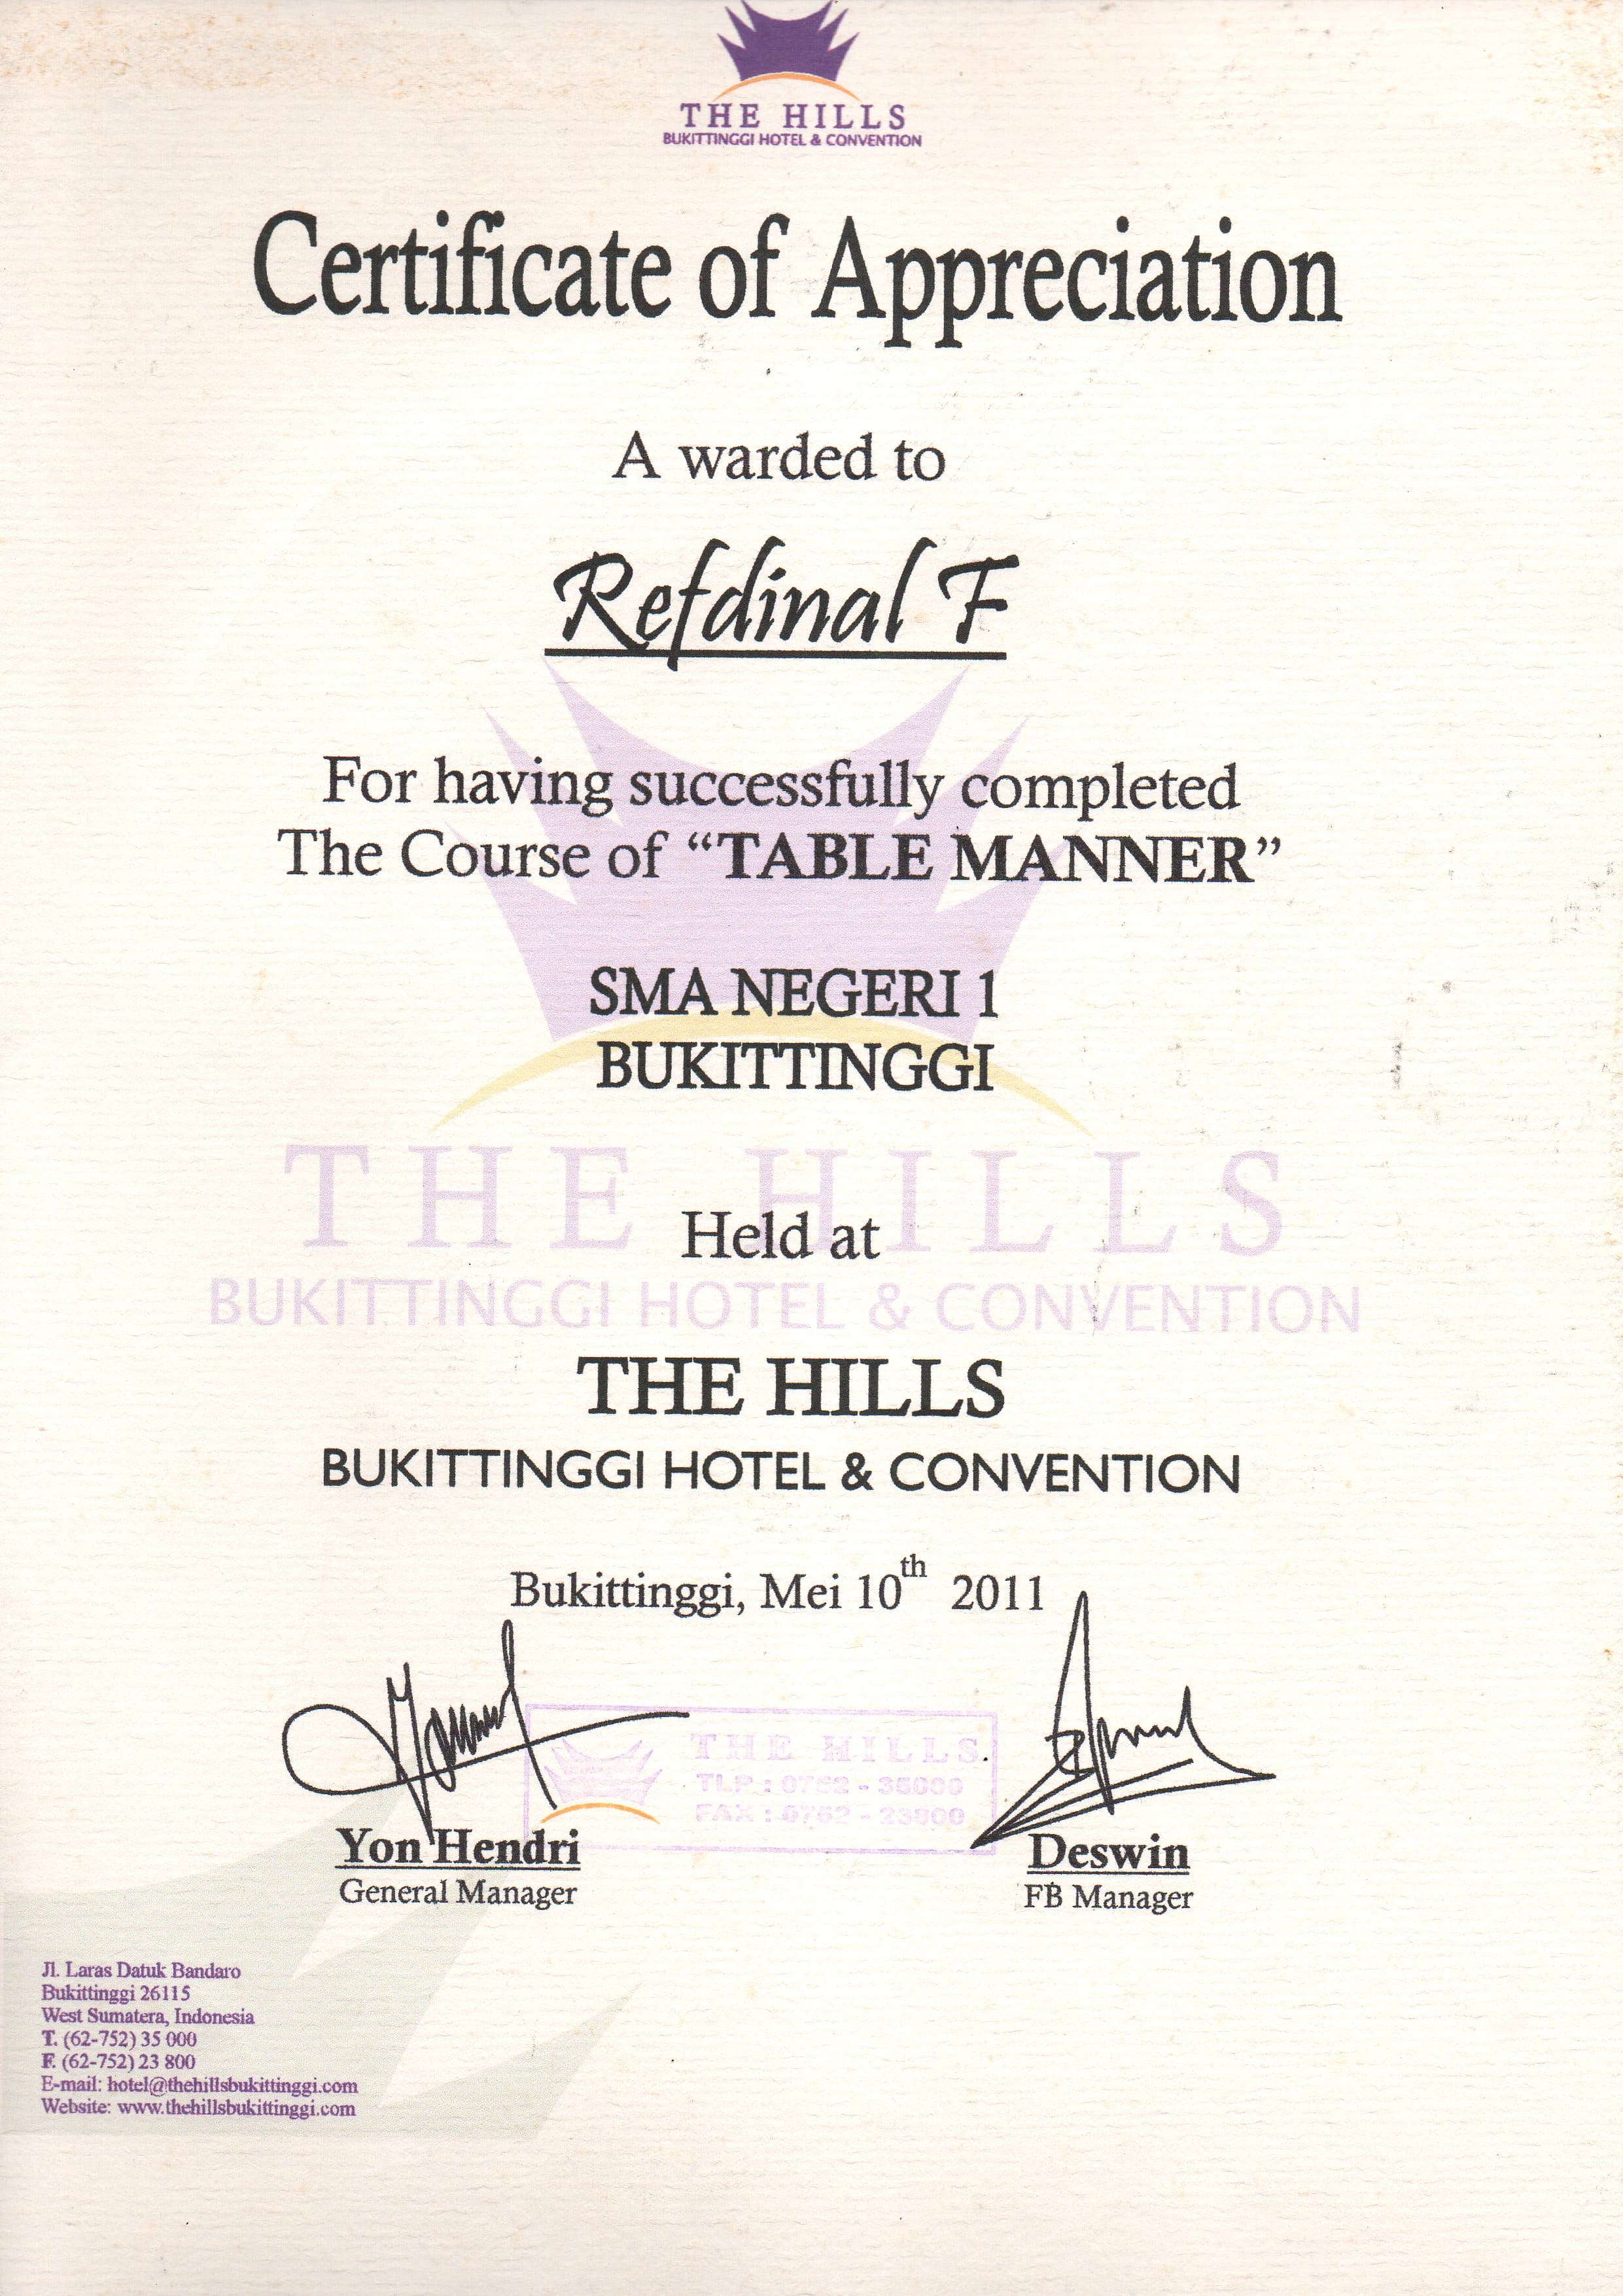 THE HILLS
BUKITTINGGI HOTEL & CONVENTION
Certificate of Appreciation
A warded to
Refdinal F
For having successfully completed
The Course of “TABLE MANNER”
SMA NEGERI 1
BUKITTINGGI
THE HILLS
Held at
BUKITTINGGI HOTEL & CONVENTION
THE HILLS
BUKITTINGGI HOTEL & CONVENTION
Bukittinggi, Mei 10th 2011
THE HILLS
TLP : 0752 - 35000
FAX : 0752 - 23800
Yon Hendri
General Manager
Deswin
FB Manager
Jl. Laras Datuk Bandaro
Bukittinggi 26115
West Sumatera, Indonesia
T. (62-752) 35 000
F. (62-752) 23 800
E-mail: hotel@thehillsbukittinggi.com
Website: www.thehillsbukittinggi.com